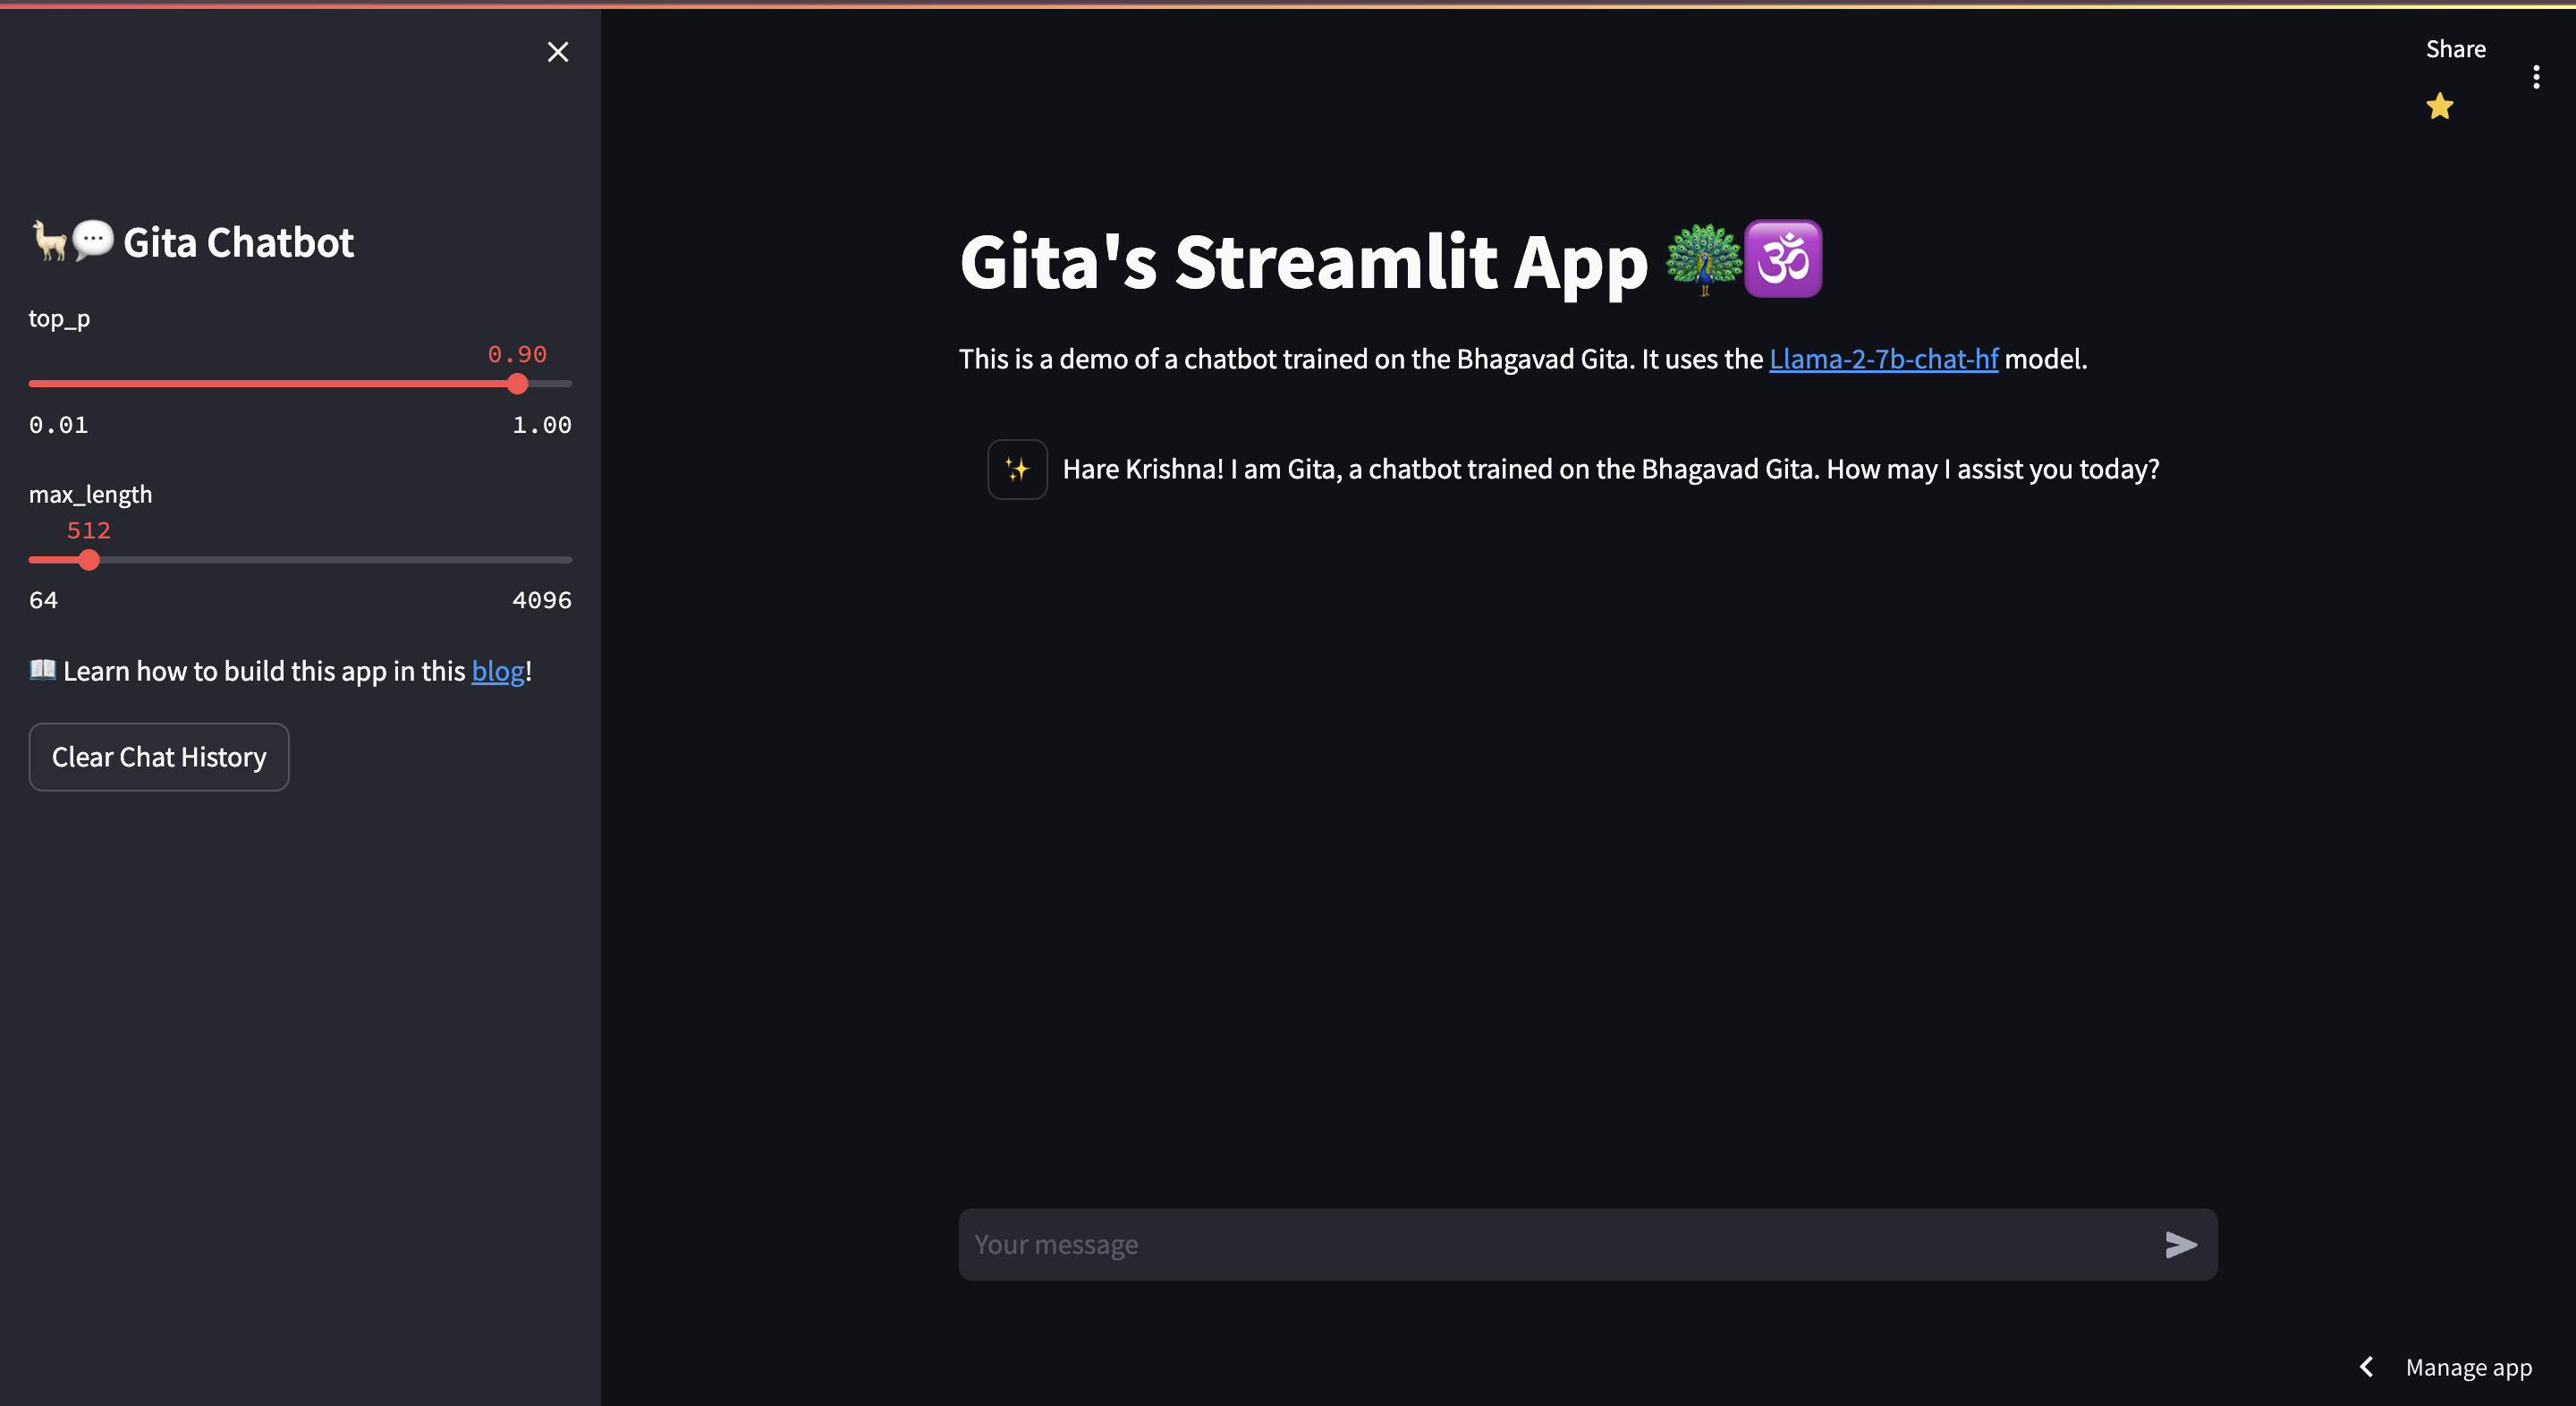 Share
Gita Chatbot
top_p
0.90
0.01 1.00
max_length
512
64 4096
Learn how to build this app in this blog!
Clear Chat History
Gita's Streamlit App 🕉
This is a demo of a chatbot trained on the Bhagavad Gita. It uses the Llama-2-7b-chat-hf model.
Hare Krishna! I am Gita, a chatbot trained on the Bhagavad Gita. How may I assist you today?
Your message
Manage app